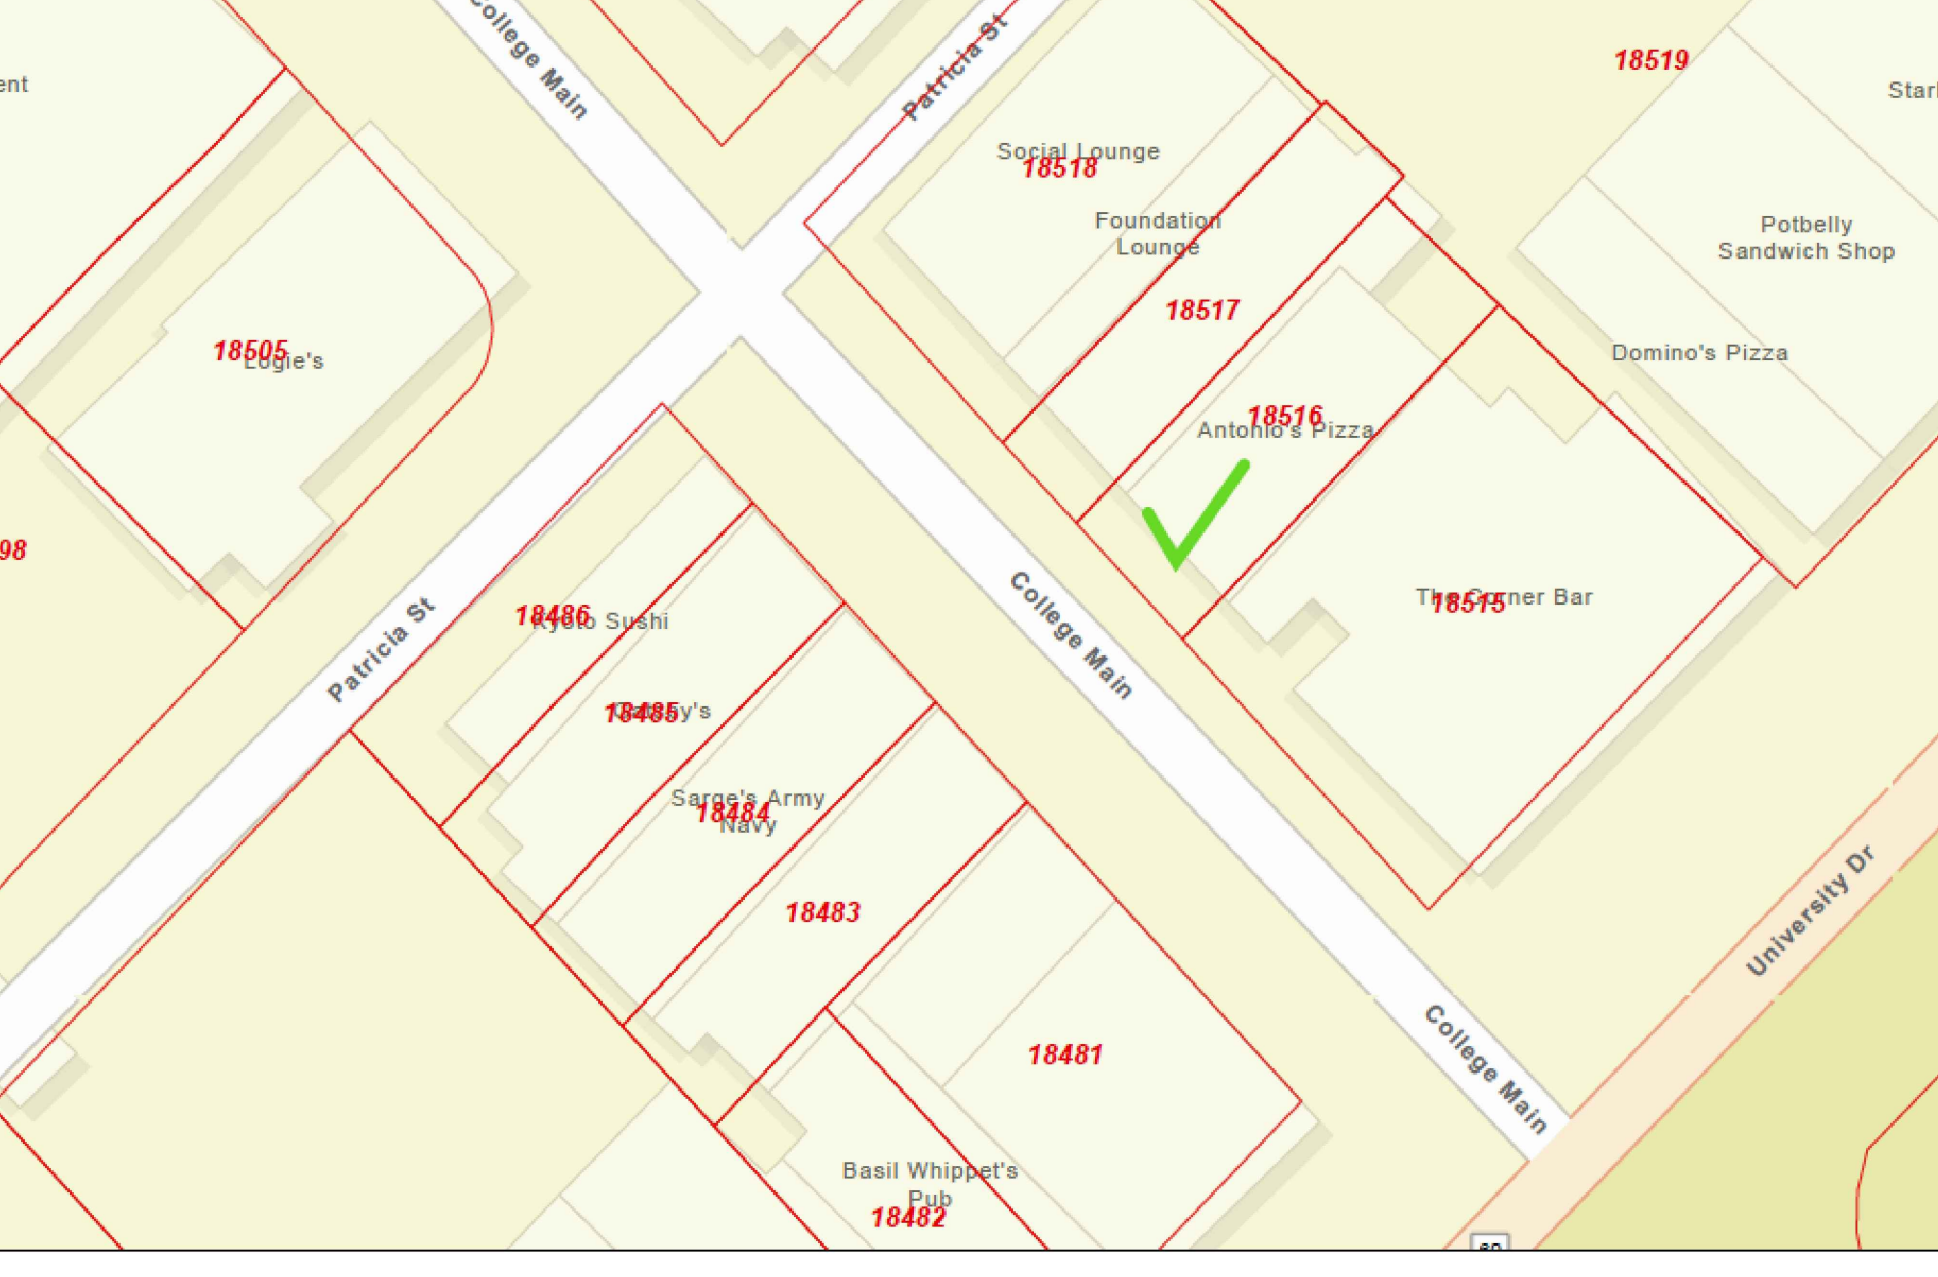 College Main
Patricia St
18519
ent
Social Lounge
18518
Foundation
Lounge
Potbelly
Sandwich Shop
18517
18505
Logie's
Domino's Pizza
18516
Antonio's Pizza
98
College Main
The Corner Bar
18515
Patricia St
18486
Kyoto Sushi
18485
Sarge's Army
18484
Navy
18483
University Dr
College Main
18481
Basil Whippet's
Pub
18482
60